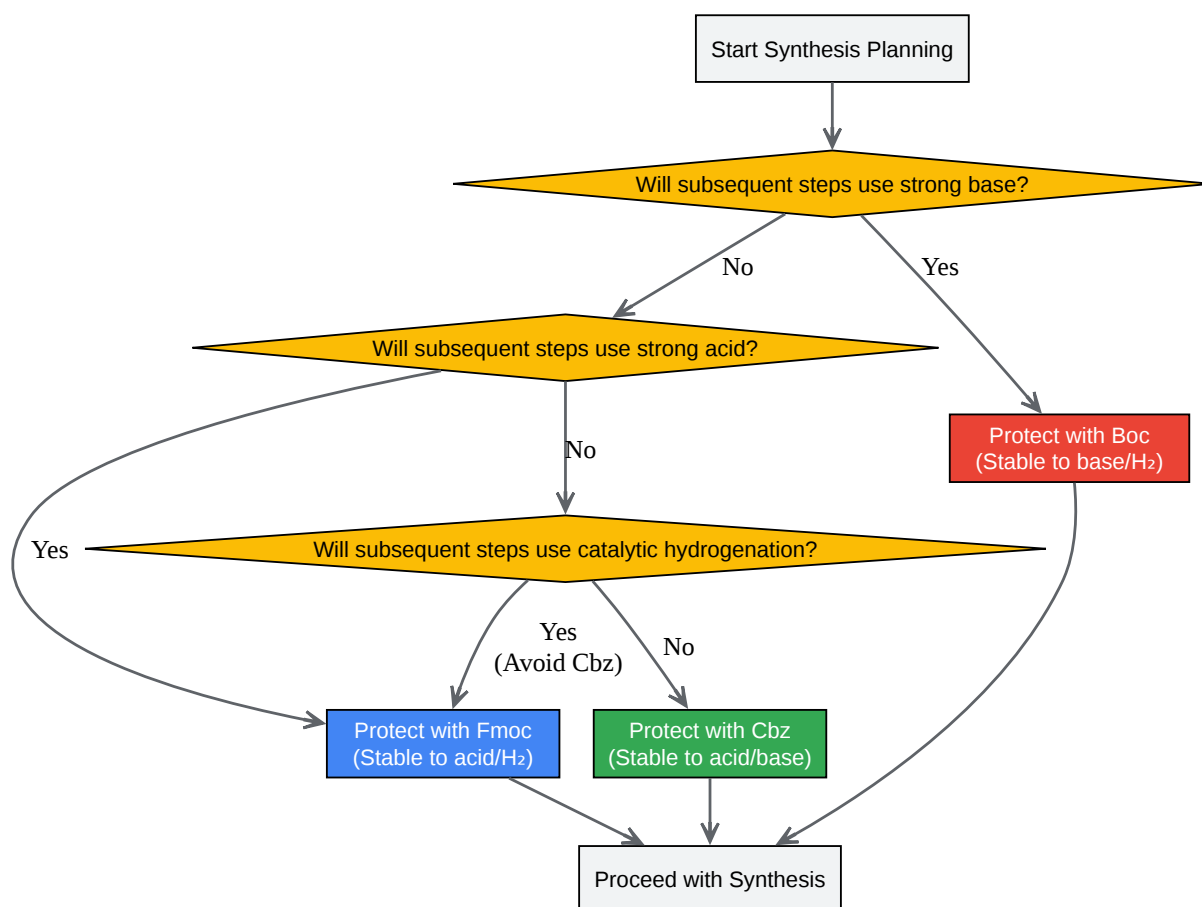 Start Synthesis Planning
Will subsequent steps use strong base?
No
Yes
Will subsequent steps use strong acid?
Protect with Boc
(Stable to base/H₂)
No
Yes
Will subsequent steps use catalytic hydrogenation?
Yes
(Avoid Cbz)
No
Protect with Fmoc
(Stable to acid/H₂)
Protect with Cbz
(Stable to acid/base)
Proceed with Synthesis